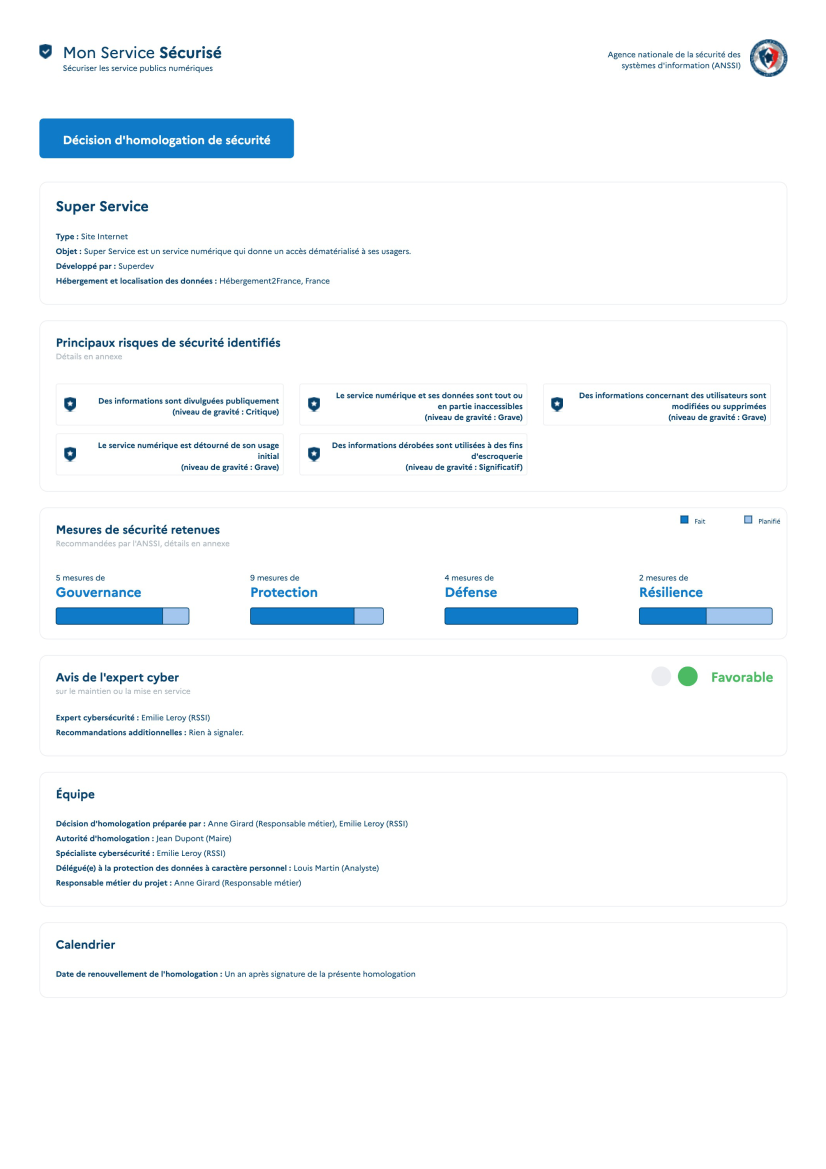 Mon Service Sécurisé
Sécuriser les service publics numériques
Agence nationale de la sécurité des
systèmes d'information (ANSSI)
Décision d'homologation de sécurité
Super Service
Type : Site Internet
Objet : Super Service est un service numérique qui donne un accès dématérialisé à ses usagers.
Développé par : Superdev
Hébergement et localisation des données : Hébergement2France, France
Principaux risques de sécurité identifiés
Détails en annexe
Des informations sont divulguées publiquement
(niveau de gravité : Critique)
Le service numérique et ses données sont tout ou
en partie inaccessibles
(niveau de gravité : Grave)
Des informations concernant des utilisateurs sont
modifiées ou supprimées
(niveau de gravité : Grave)
Le service numérique est détourné de son usage
initial
(niveau de gravité : Grave)
Des informations dérobées sont utilisées à des fins
d'escroquerie
(niveau de gravité : Significatif)
Mesures de sécurité retenues
Recommandées par l'ANSSI, détails en annexe
Fait
Planifié
5 mesures de
Gouvernance
9 mesures de
Protection
4 mesures de
Défense
2 mesures de
Résilience
Avis de l'expert cyber
sur le maintien ou la mise en service
Favorable
Expert cybersécurité : Emilie Leroy (RSSI)
Recommandations additionnelles : Rien à signaler.
Équipe
Décision d'homologation préparée par : Anne Girard (Responsable métier), Emilie Leroy (RSSI)
Autorité d'homologation : Jean Dupont (Maire)
Spécialiste cybersécurité : Emilie Leroy (RSSI)
Délégué(e) à la protection des données à caractère personnel : Louis Martin (Analyste)
Responsable métier du projet : Anne Girard (Responsable métier)
Calendrier
Date de renouvellement de l'homologation : Un an après signature de la présente homologation